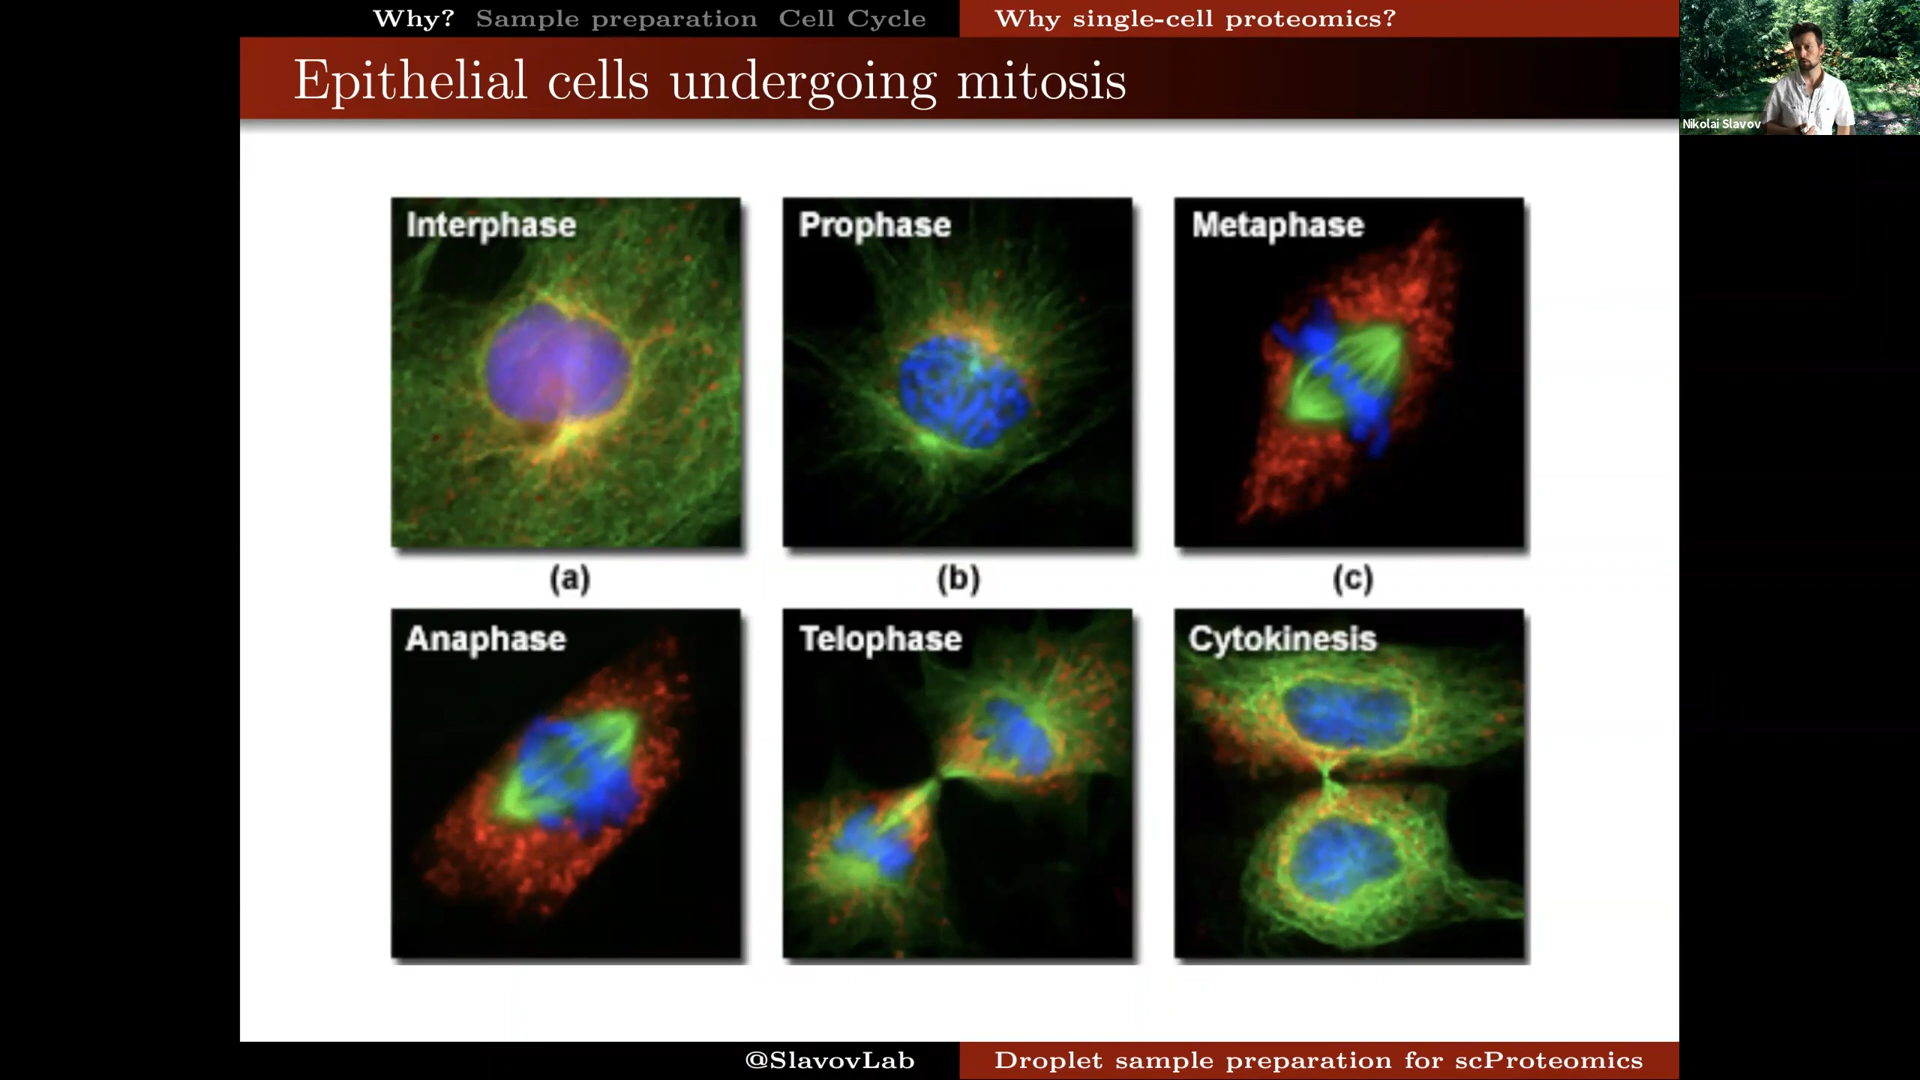 Why? Sample preparation Cell Cycle Why single-cell proteomics?
Epithelial cells undergoing mitosis
Nikolai Slavov
Interphase Prophase Metaphase
(a) (b) (c)
Anaphase Telophase Cytokinesis
@SlavovLab Droplet sample preparation for scProteomics